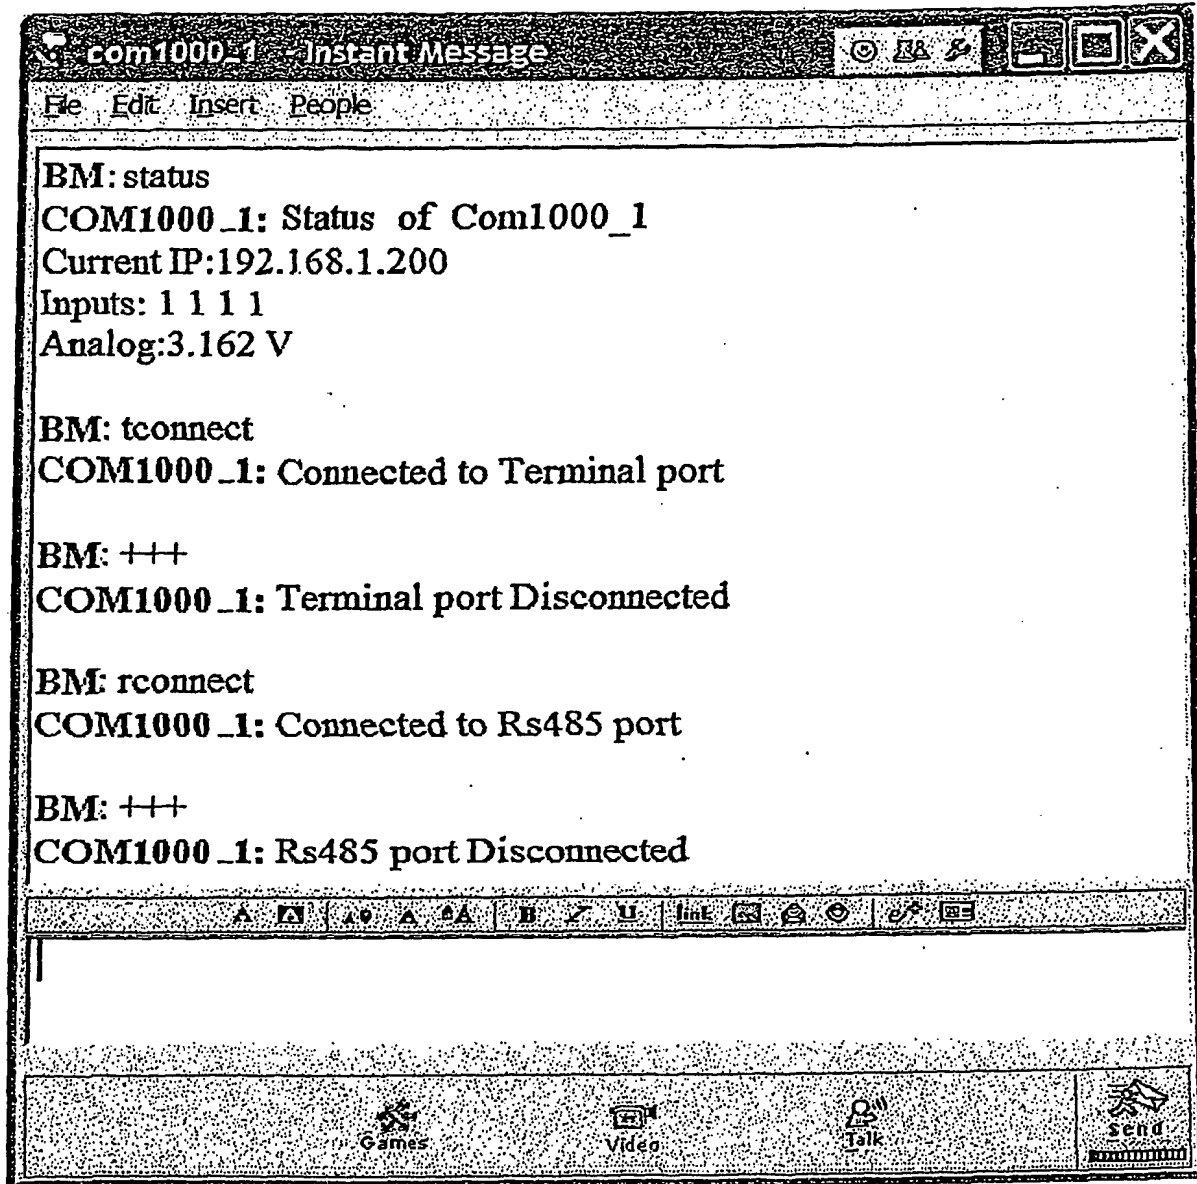 com1000_1 - Instant Message
File Edit Insert People
BM: status
COM1000_1: Status of Com1000_1
Current IP:192.168.1.200
Inputs: 1 1 1 1
Analog:3.162 V
BM: tconnect
COM1000_1: Connected to Terminal port
BM: +++
COM1000_1: Terminal port Disconnected
BM: rconnect
COM1000_1: Connected to Rs485 port
BM: +++
COM1000_1: Rs485 port Disconnected
A A A A A B I U link
Games Video Talk Send